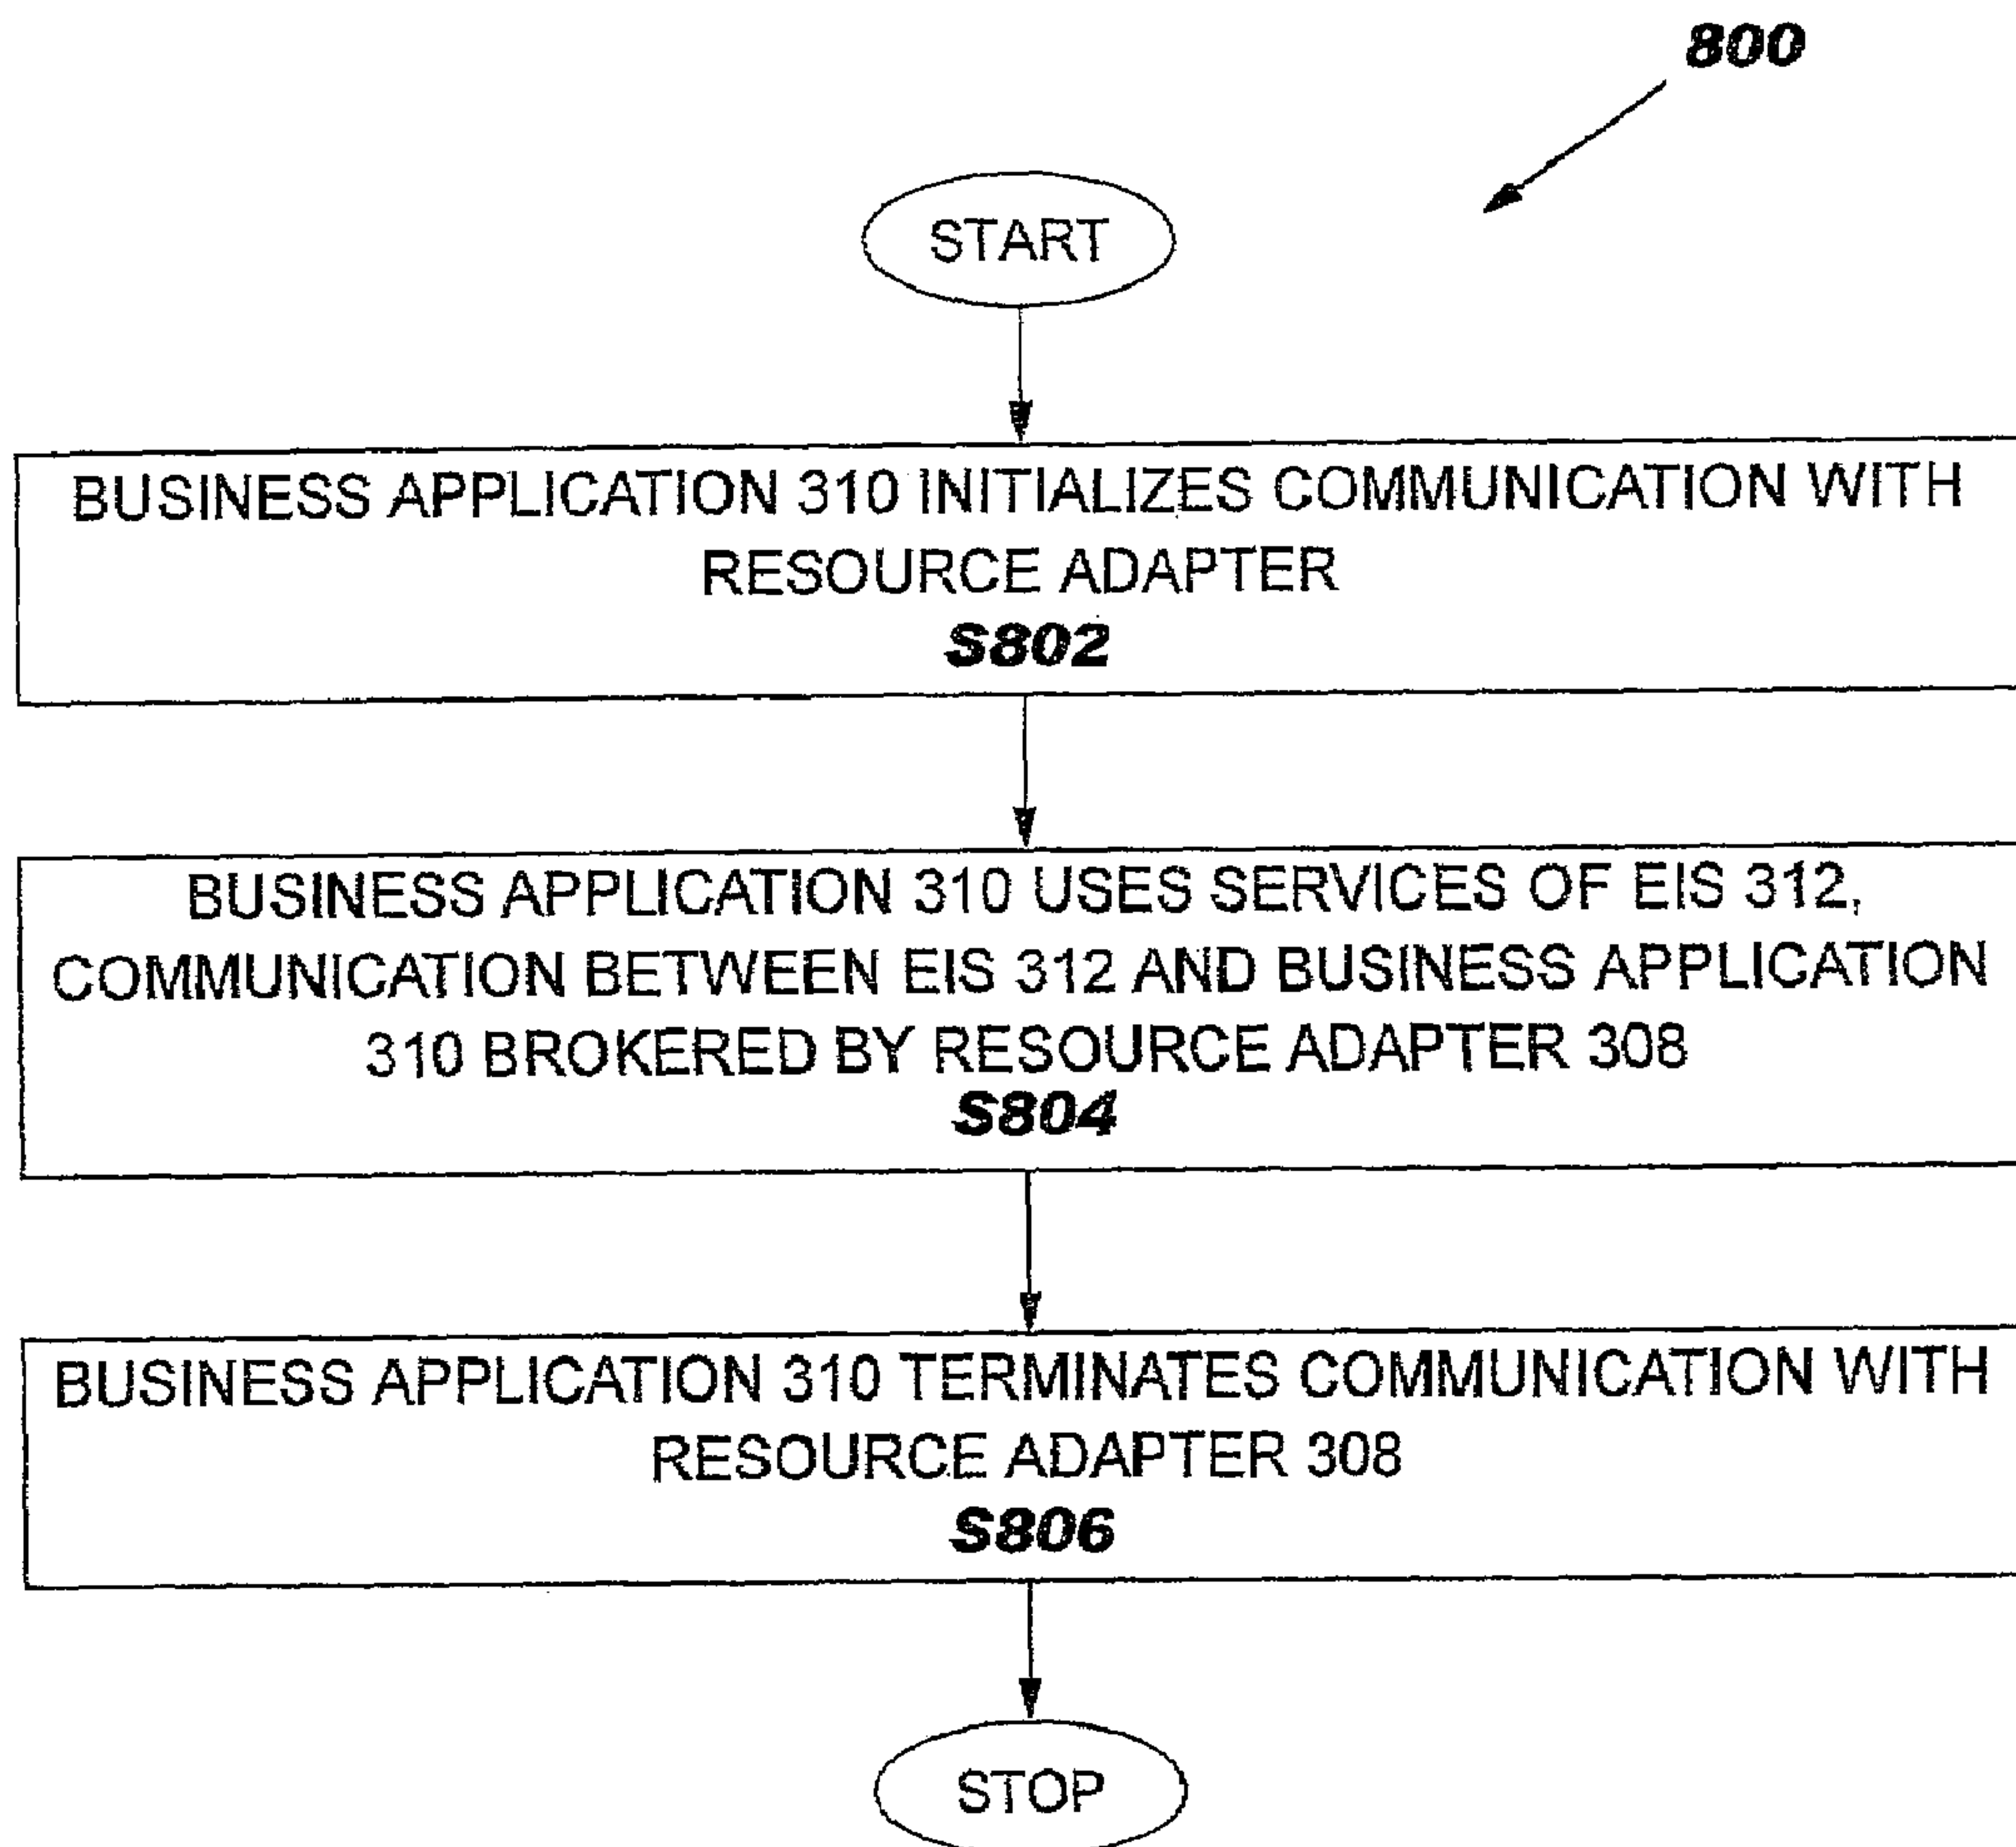 800
START
BUSINESS APPLICATION 310 INITIALIZES COMMUNICATION WITH
RESOURCE ADAPTER
S802
BUSINESS APPLICATION 310 USES SERVICES OF EIS 312,
COMMUNICATION BETWEEN EIS 312 AND BUSINESS APPLICATION
310 BROKERED BY RESOURCE ADAPTER 308
S804
BUSINESS APPLICATION 310 TERMINATES COMMUNICATION WITH
RESOURCE ADAPTER 308
S806
STOP